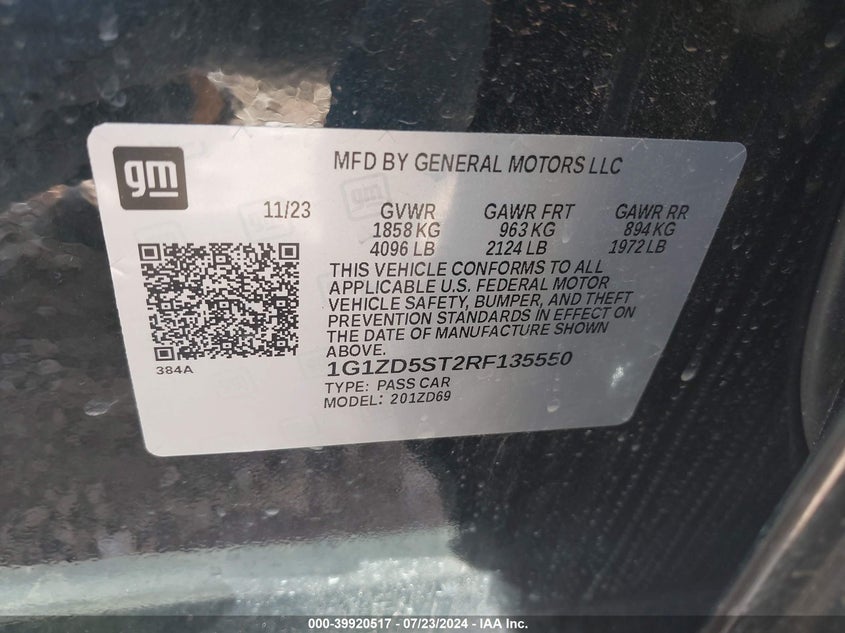 gm
MFD BY GENERAL MOTORS LLC
11/23 GVWR GAWR FRT GAWR RR
1858 KG 963 KG 894 KG
4096 LB 2124 LB 1972 LB
THIS VEHICLE CONFORMS TO ALL
APPLICABLE U.S. FEDERAL MOTOR
VEHICLE SAFETY, BUMPER, AND THEFT
PREVENTION STANDARDS IN EFFECT ON
THE DATE OF MANUFACTURE SHOWN
ABOVE.
384A
1G1ZD5ST2RF135550
TYPE: PASS CAR
MODEL: 201ZD69
000-39920517 / 07/23/2024 - IAA Inc.